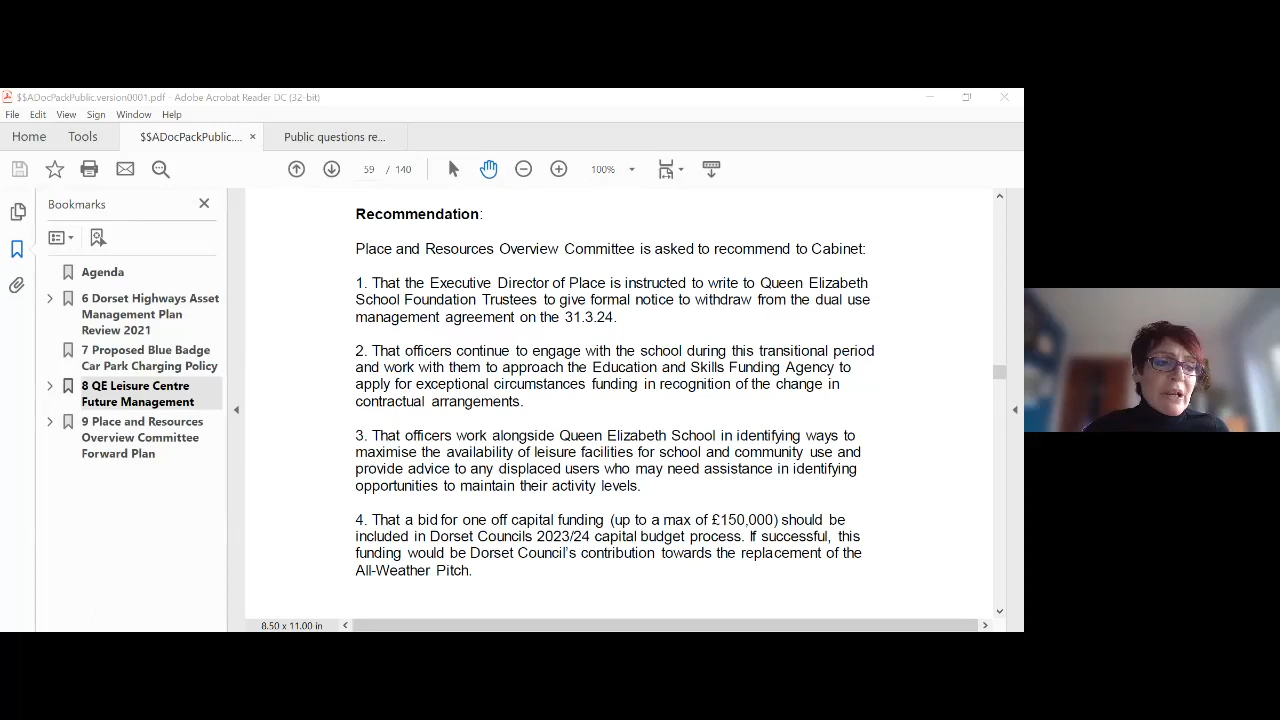 $$ADocPackPublic.version0001.pdf - Adobe Acrobat Reader DC (32-bit)
File Edit View Sign Window Help
Home Tools $$ADocPackPublic.... × Public questions re...
59 / 140 100%
Bookmarks
Agenda
6 Dorset Highways Asset
Management Plan
Review 2021
7 Proposed Blue Badge
Car Park Charging Policy
8 QE Leisure Centre
Future Management
9 Place and Resources
Overview Committee
Forward Plan
Recommendation:
Place and Resources Overview Committee is asked to recommend to Cabinet:
1. That the Executive Director of Place is instructed to write to Queen Elizabeth
School Foundation Trustees to give formal notice to withdraw from the dual use
management agreement on the 31.3.24.
2. That officers continue to engage with the school during this transitional period
and work with them to approach the Education and Skills Funding Agency to
apply for exceptional circumstances funding in recognition of the change in
contractual arrangements.
3. That officers work alongside Queen Elizabeth School in identifying ways to
maximise the availability of leisure facilities for school and community use and
provide advice to any displaced users who may need assistance in identifying
opportunities to maintain their activity levels.
4. That a bid for one off capital funding (up to a max of £150,000) should be
included in Dorset Councils 2023/24 capital budget process. If successful, this
funding would be Dorset Council's contribution towards the replacement of the
All-Weather Pitch.
8.50 x 11.00 in